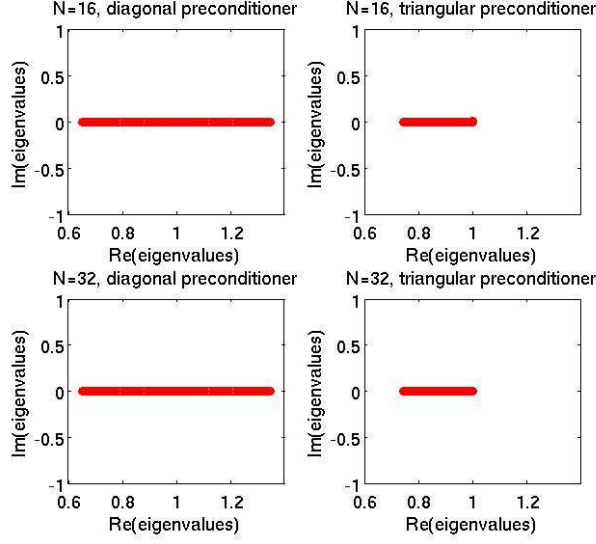 N=16, diagonal preconditioner
1
0.5
0
-0.5
-1
0.6 0.8 1 1.2
Im(eigenvalues)
Re(eigenvalues)
N=16, triangular preconditioner
1
0.5
0
-0.5
-1
0.6 0.8 1 1.2
Im(eigenvalues)
Re(eigenvalues)
N=32, diagonal preconditioner
1
0.5
0
-0.5
-1
0.6 0.8 1 1.2
Im(eigenvalues)
Re(eigenvalues)
N=32, triangular preconditioner
1
0.5
0
-0.5
-1
0.6 0.8 1 1.2
Im(eigenvalues)
Re(eigenvalues)